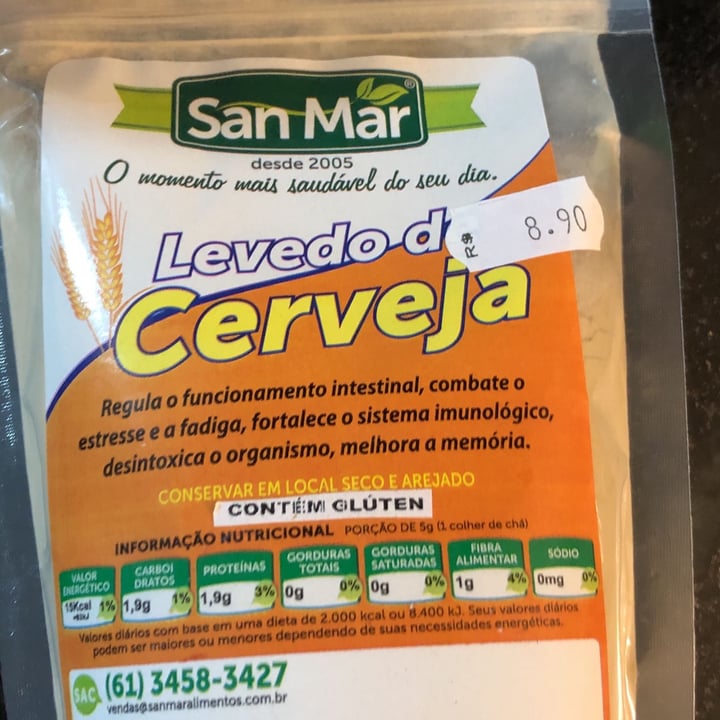 San Mar ®
desde 2005
O momento mais saudável do seu dia.
Levedo d
R$ 8.90
Cerveja
Regula o funcionamento intestinal, combate o
estresse e a fadiga, fortalece o sistema imunológico,
desintoxica o organismo, melhora a memória.
CONSERVAR EM LOCAL SECO E AREJADO
CONTÉM GLÚTEN
INFORMAÇÃO NUTRICIONAL PORÇÃO DE 5g (1 colher de chá)
VALOR ENERGÉTICO
15Kcal 1%
CARBOI DRATOS
1,9g 1%
PROTEÍNAS
1,9g 3%
GORDURAS TOTAIS
0g 0%
GORDURAS SATURADAS
0g 0%
FIBRA ALIMENTAR
1g 4%
SÓDIO
0mg 0%
Valores diários com base em uma dieta de 2.000 kcal ou 8.400 kJ. Seus valores diários
podem ser maiores ou menores dependendo de suas necessidades energéticas.
SAC (61) 3458-3427
vendas@sanmaralimentos.com.br